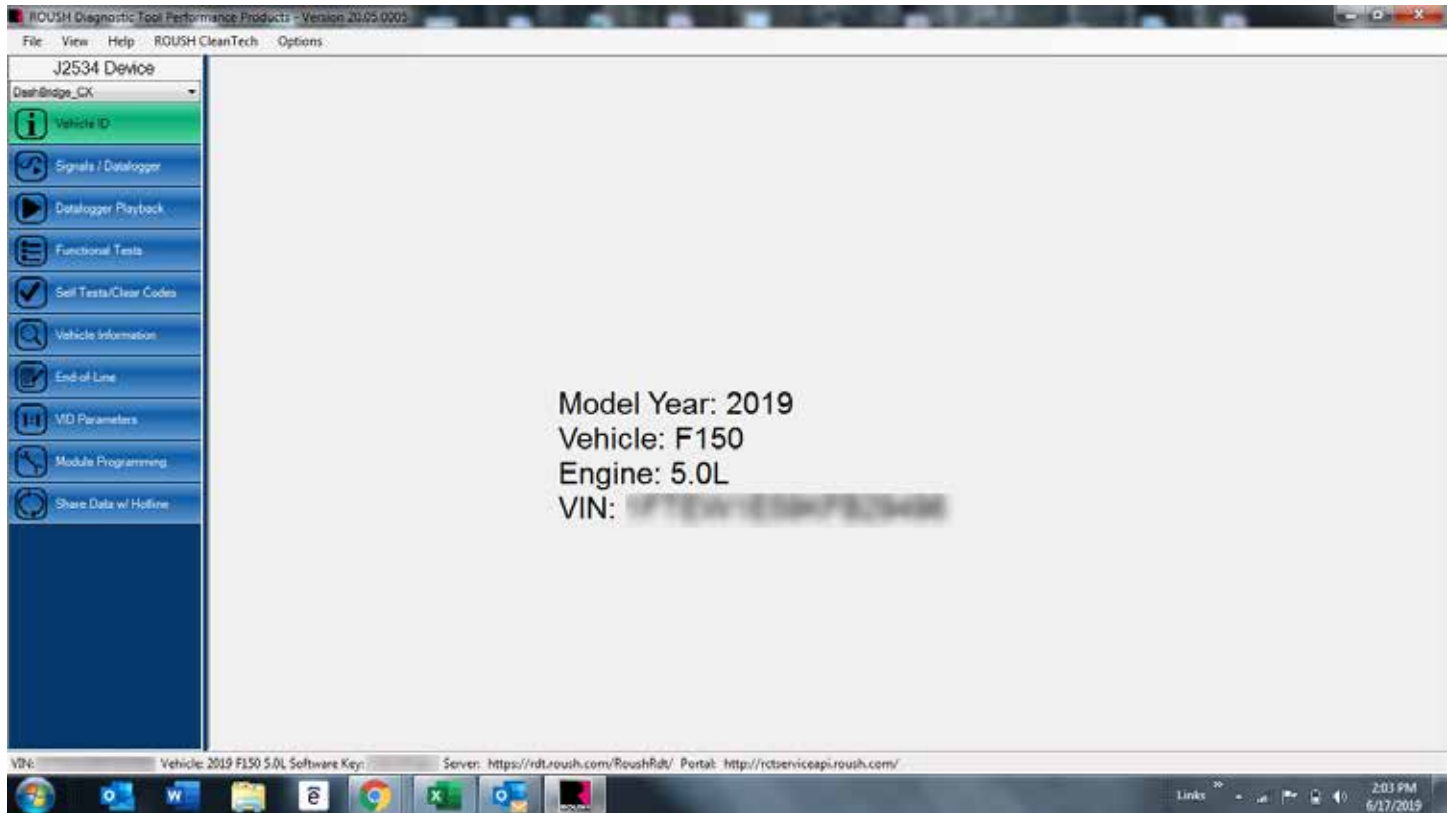 ROUSH Diagnostic Tool Performance Products - Version 20.05.0005
File View Help ROUSH CleanTech Options
J2534 Device
DashBridge_CX
Vehicle ID
Signals / Datalogger
Datalogger Playback
Functional Tests
Self Tests/Clear Codes
Vehicle Information
End-of-Line
VID Parameters
Module Programming
Share Data w/ Hotline
Model Year: 2019
Vehicle: F150
Engine: 5.0L
VIN:
VIN: Vehicle: 2019 F150 5.0L Software Key: Server: https://rdt.roush.com/RoushRdt/ Portal: http://rctserviceapi.roush.com/
Links 2:03 PM
6/17/2019